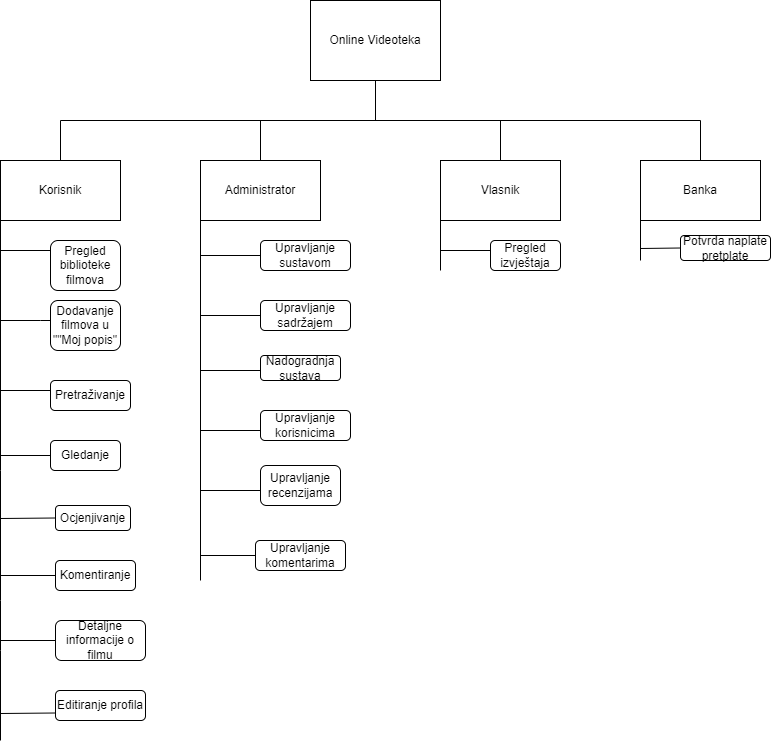 Online Videoteka
Korisnik
Administrator
Vlasnik
Banka
Pregled
biblioteke
filmova
Dodavanje
filmova u
""Moj popis"
Pretraživanje
Gledanje
Ocjenjivanje
Komentiranje
Detaljne
informacije o
filmu
Editiranje profila
Upravljanje
sustavom
Upravljanje
sadržajem
Nadogradnja
sustava
Upravljanje
korisnicima
Upravljanje
recenzijama
Upravljanje
komentarima
Pregled
izvještaja
Potvrda naplate
pretplate